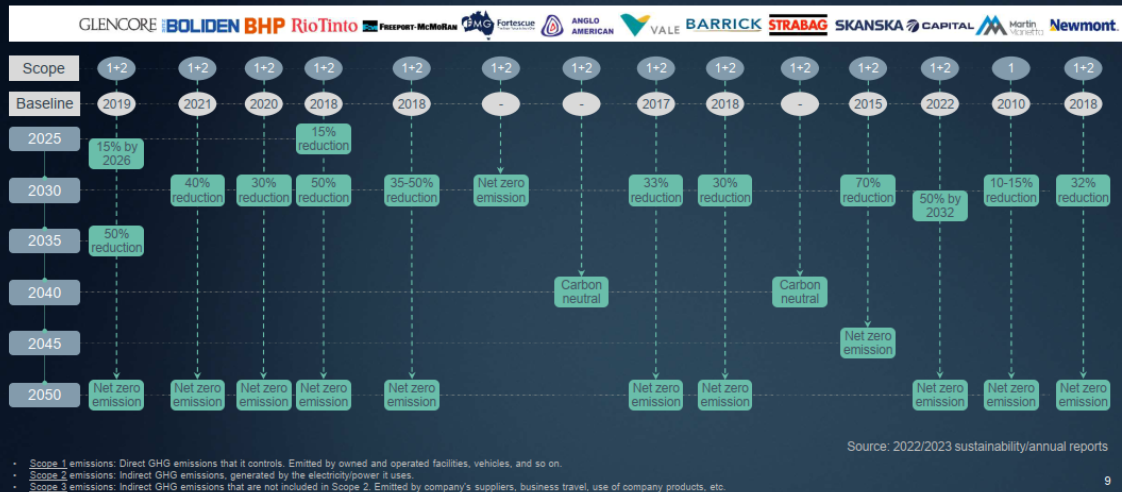 GLENCORE BOLIDEN BHP RioTinto FREEPORT-McMoRAN FMG Fortescue ANGLO AMERICAN VALE BARRICK STRABAG SKANSKA CAPITAL Martin Marietta Newmont
Scope 1+2 1+2 1+2 1+2 1+2 1+2 1+2 1+2 1+2 1+2 1+2 1+2 1 1+2
Baseline 2019 2021 2020 2018 2018 - - 2017 2018 - 2015 2022 2010 2018
2025
15% by
2026
15%
reduction
2030
40%
reduction
30%
reduction
50%
reduction
35-50%
reduction
Net zero
emission
33%
reduction
30%
reduction
70%
reduction
50% by
2032
10-15%
reduction
32%
reduction
2035
50%
reduction
2040
Carbon
neutral
Carbon
neutral
2045
Net zero
emission
2050
Net zero
emission
Net zero
emission
Net zero
emission
Net zero
emission
Net zero
emission
Net zero
emission
Net zero
emission
Net zero
emission
Net zero
emission
Net zero
emission
Source: 2022/2023 sustainability/annual reports
• Scope 1 emissions: Direct GHG emissions that it controls. Emitted by owned and operated facilities, vehicles, and so on.
• Scope 2 emissions: Indirect GHG emissions, generated by the electricity/power it uses.
• Scope 3 emissions: Indirect GHG emissions that are not included in Scope 2. Emitted by company's suppliers, business travel, use of company products, etc.
9